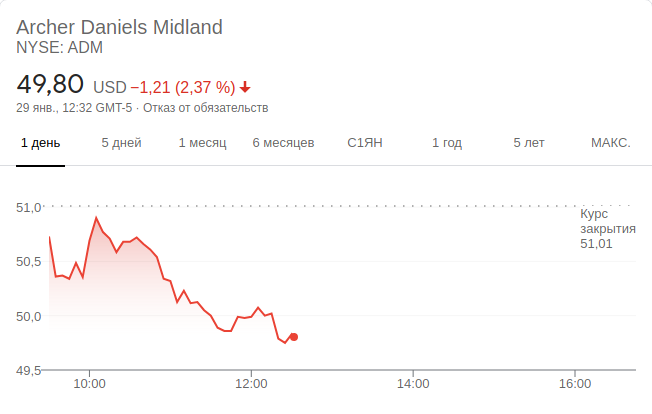 Archer Daniels Midland
NYSE: ADM
49,80 USD −1,21 (2,37 %)
29 янв., 12:32 GMT-5 · Отказ от обязательств
1 день 5 дней 1 месяц 6 месяцев С1ЯН 1 год 5 лет МАКС.
51,0
Курс
закрытия
51,01
50,5
50,0
49,5
10:00 12:00 14:00 16:00